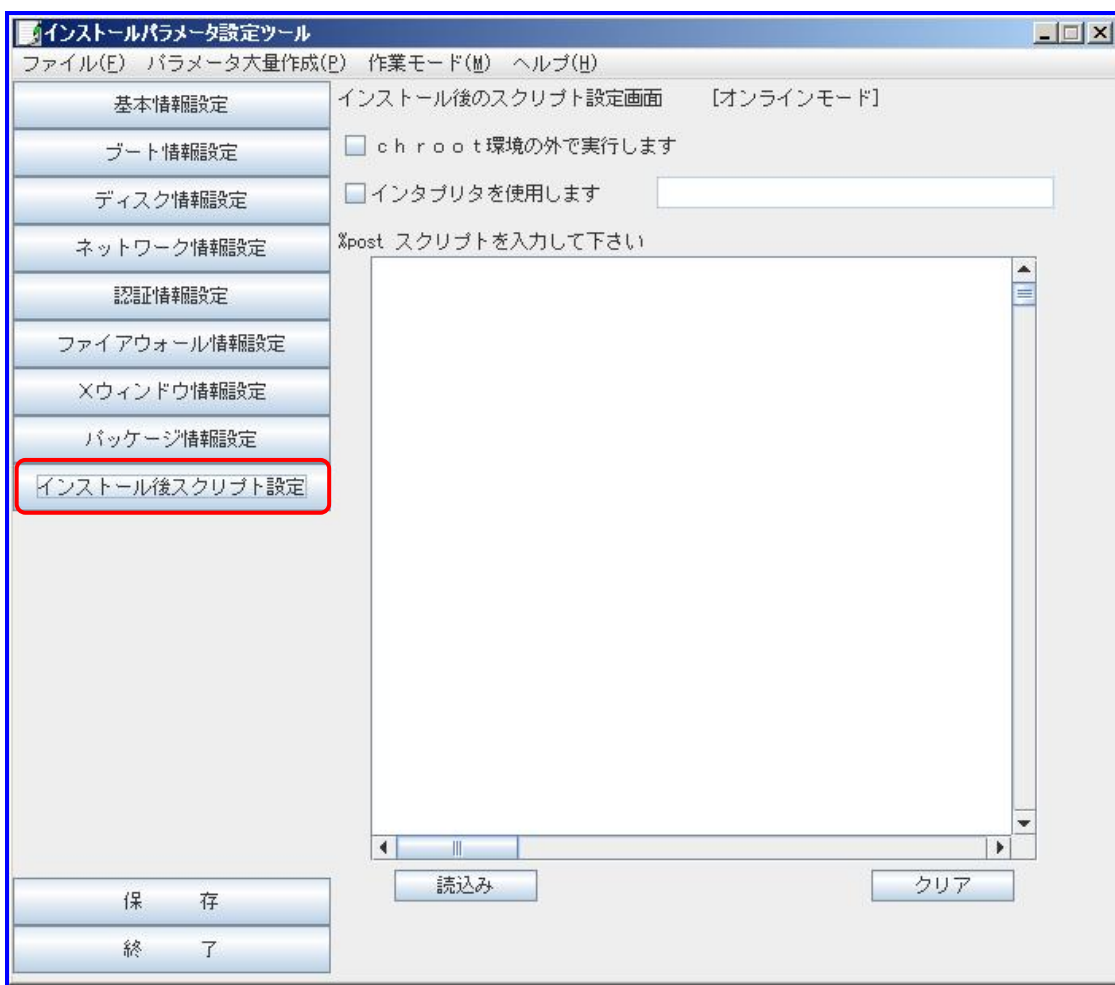 インストールパラメータ設定ツール
ファイル(F) パラメータ大量作成(P) 作業モード(M) ヘルプ(H)
基本情報設定
ブート情報設定
ディスク情報設定
ネットワーク情報設定
認証情報設定
ファイアウォール情報設定
Xウィンドウ情報設定
パッケージ情報設定
インストール後スクリプト設定
保 存
終 了
インストール後のスクリプト設定画面 [オンラインモード]
chroot環境の外で実行します
インタプリタを使用します
%post スクリプトを入力して下さい
読込み
クリア